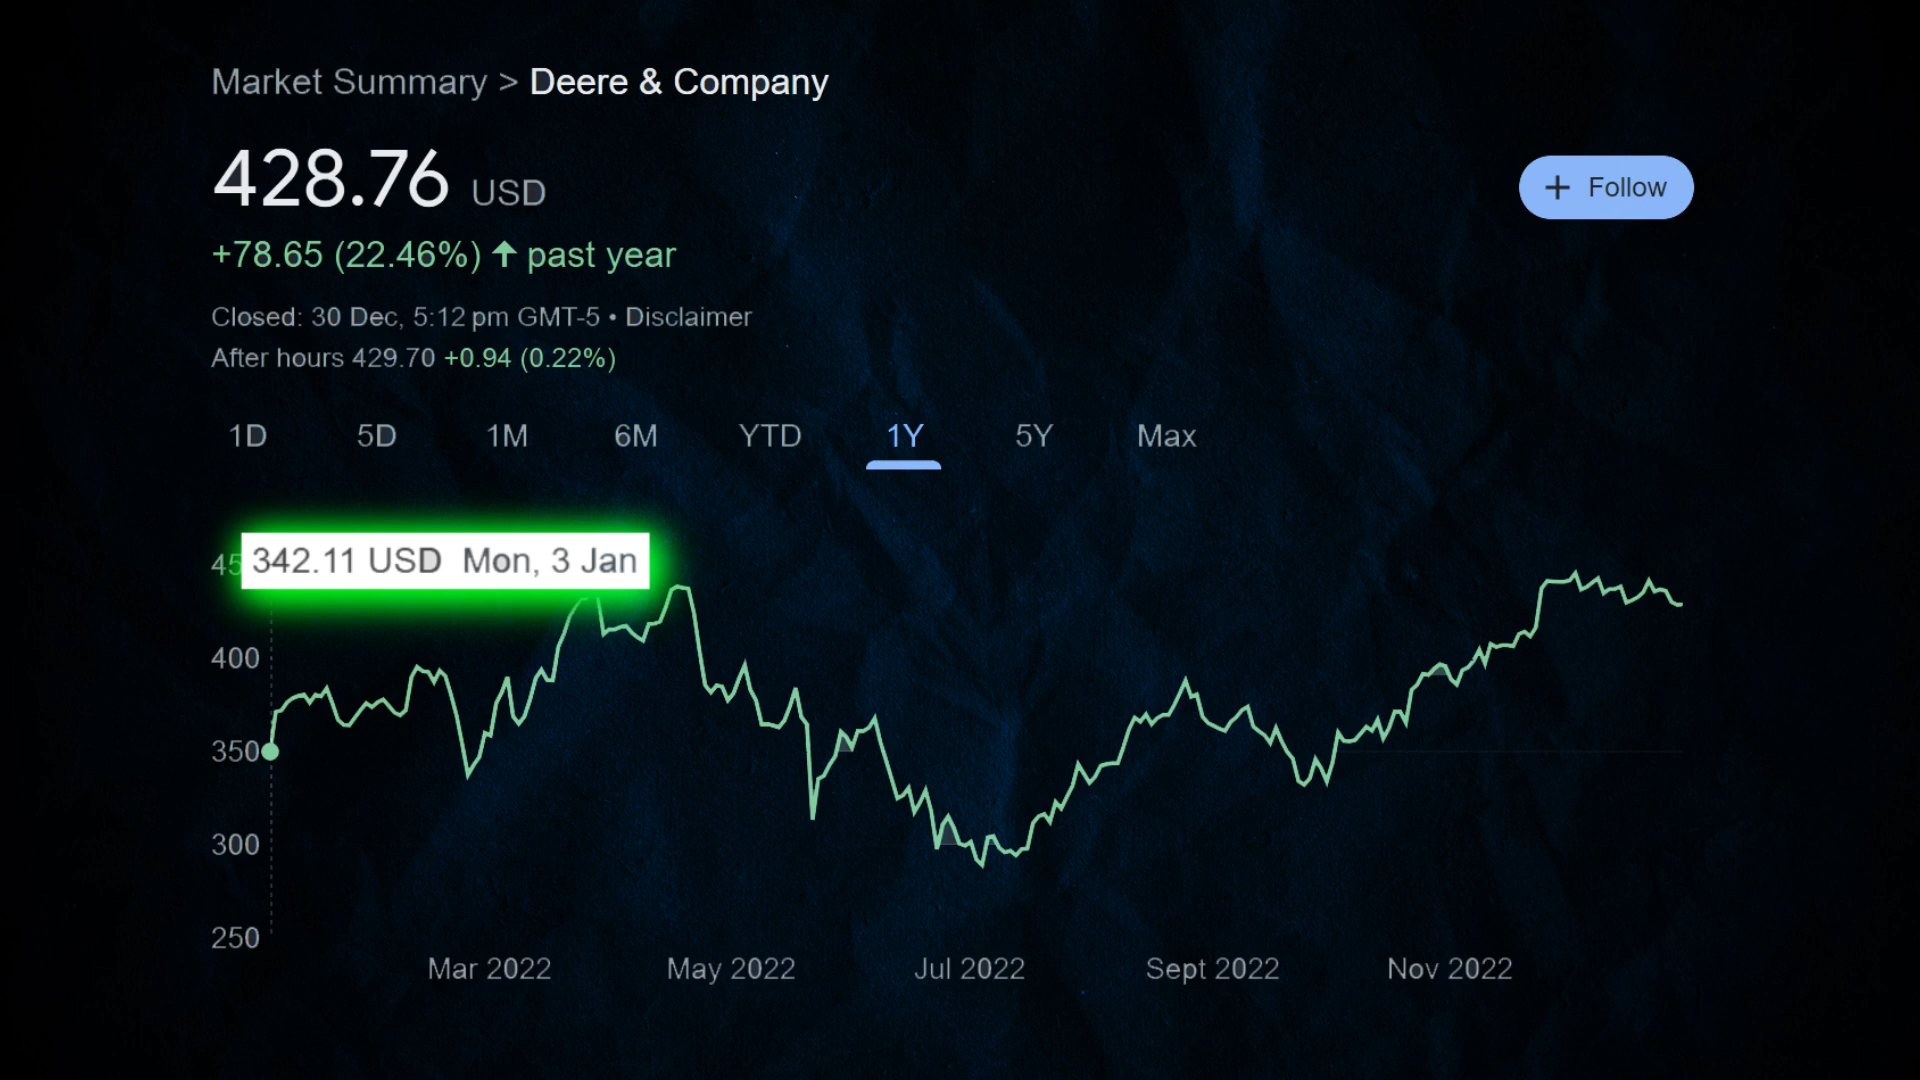 Market Summary > Deere & Company
428.76 USD
+ Follow
+78.65 (22.46%) ↑ past year
Closed: 30 Dec, 5:12 pm GMT-5 • Disclaimer
After hours 429.70 +0.94 (0.22%)
1D 5D 1M 6M YTD 1Y 5Y Max
45
342.11 USD Mon, 3 Jan
400
350
300
250
Mar 2022 May 2022 Jul 2022 Sept 2022 Nov 2022